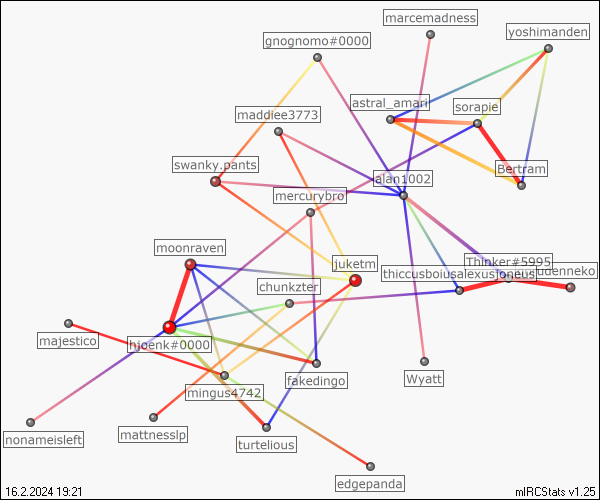 marcemadness
yoshimanden
gnognomo#0000
astral_amari
sorapie
maddiee3773
swanky.pants
Bertram
alan1002
mercurybro
moonraven
juketm
Thinker#5995
thiccusboiusalexusjoneus
udenneko
chunkzter
majestico
hjoenk#0000
fakedingo
Wyatt
mingus4742
nonameisleft
mattnesslp
turtelious
edgepanda
16.2.2024 19:21
mIRCStats v1.25